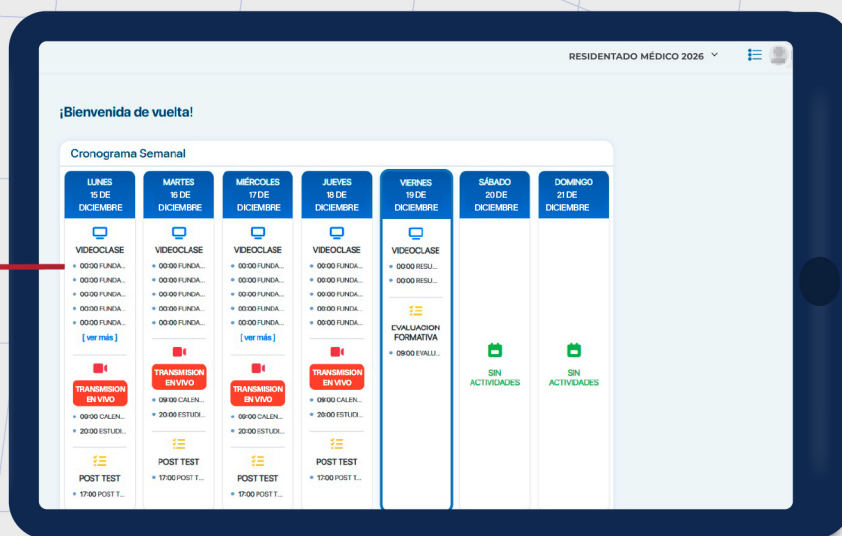 RESIDENTADO MÉDICO 2026
¡Bienvenida de vuelta!
Cronograma Semanal
LUNES
15 DE
DICIEMBRE
VIDEOCLASE
00:00 FUNDA...
00:00 FUNDA...
00:00 FUNDA...
00:00 FUNDA...
00:00 FUNDA...
[ ver más ]
TRANSMISION
EN VIVO
09:00 CALEN...
20:00 ESTUDI...
POST TEST
17:00 POST T...
MARTES
16 DE
DICIEMBRE
VIDEOCLASE
00:00 FUNDA...
00:00 FUNDA...
00:00 FUNDA...
00:00 FUNDA...
00:00 FUNDA...
TRANSMISION
EN VIVO
09:00 CALEN...
20:00 ESTUDI...
POST TEST
17:00 POST T...
MIÉRCOLES
17 DE
DICIEMBRE
VIDEOCLASE
00:00 FUNDA...
00:00 FUNDA...
00:00 FUNDA...
00:00 FUNDA...
00:00 FUNDA...
[ ver más ]
TRANSMISION
EN VIVO
09:00 CALEN...
20:00 ESTUDI...
POST TEST
17:00 POST T...
JUEVES
18 DE
DICIEMBRE
VIDEOCLASE
00:00 FUNDA...
00:00 FUNDA...
00:00 FUNDA...
00:00 FUNDA...
00:00 FUNDA...
TRANSMISION
EN VIVO
09:00 CALEN...
20:00 ESTUDI...
POST TEST
17:00 POST T...
VIERNES
19 DE
DICIEMBRE
VIDEOCLASE
00:00 RESU...
00:00 RESU...
EVALUACION
FORMATIVA
09:00 EVALU...
SÁBADO
20 DE
DICIEMBRE
SIN
ACTIVIDADES
DOMINGO
21 DE
DICIEMBRE
SIN
ACTIVIDADES